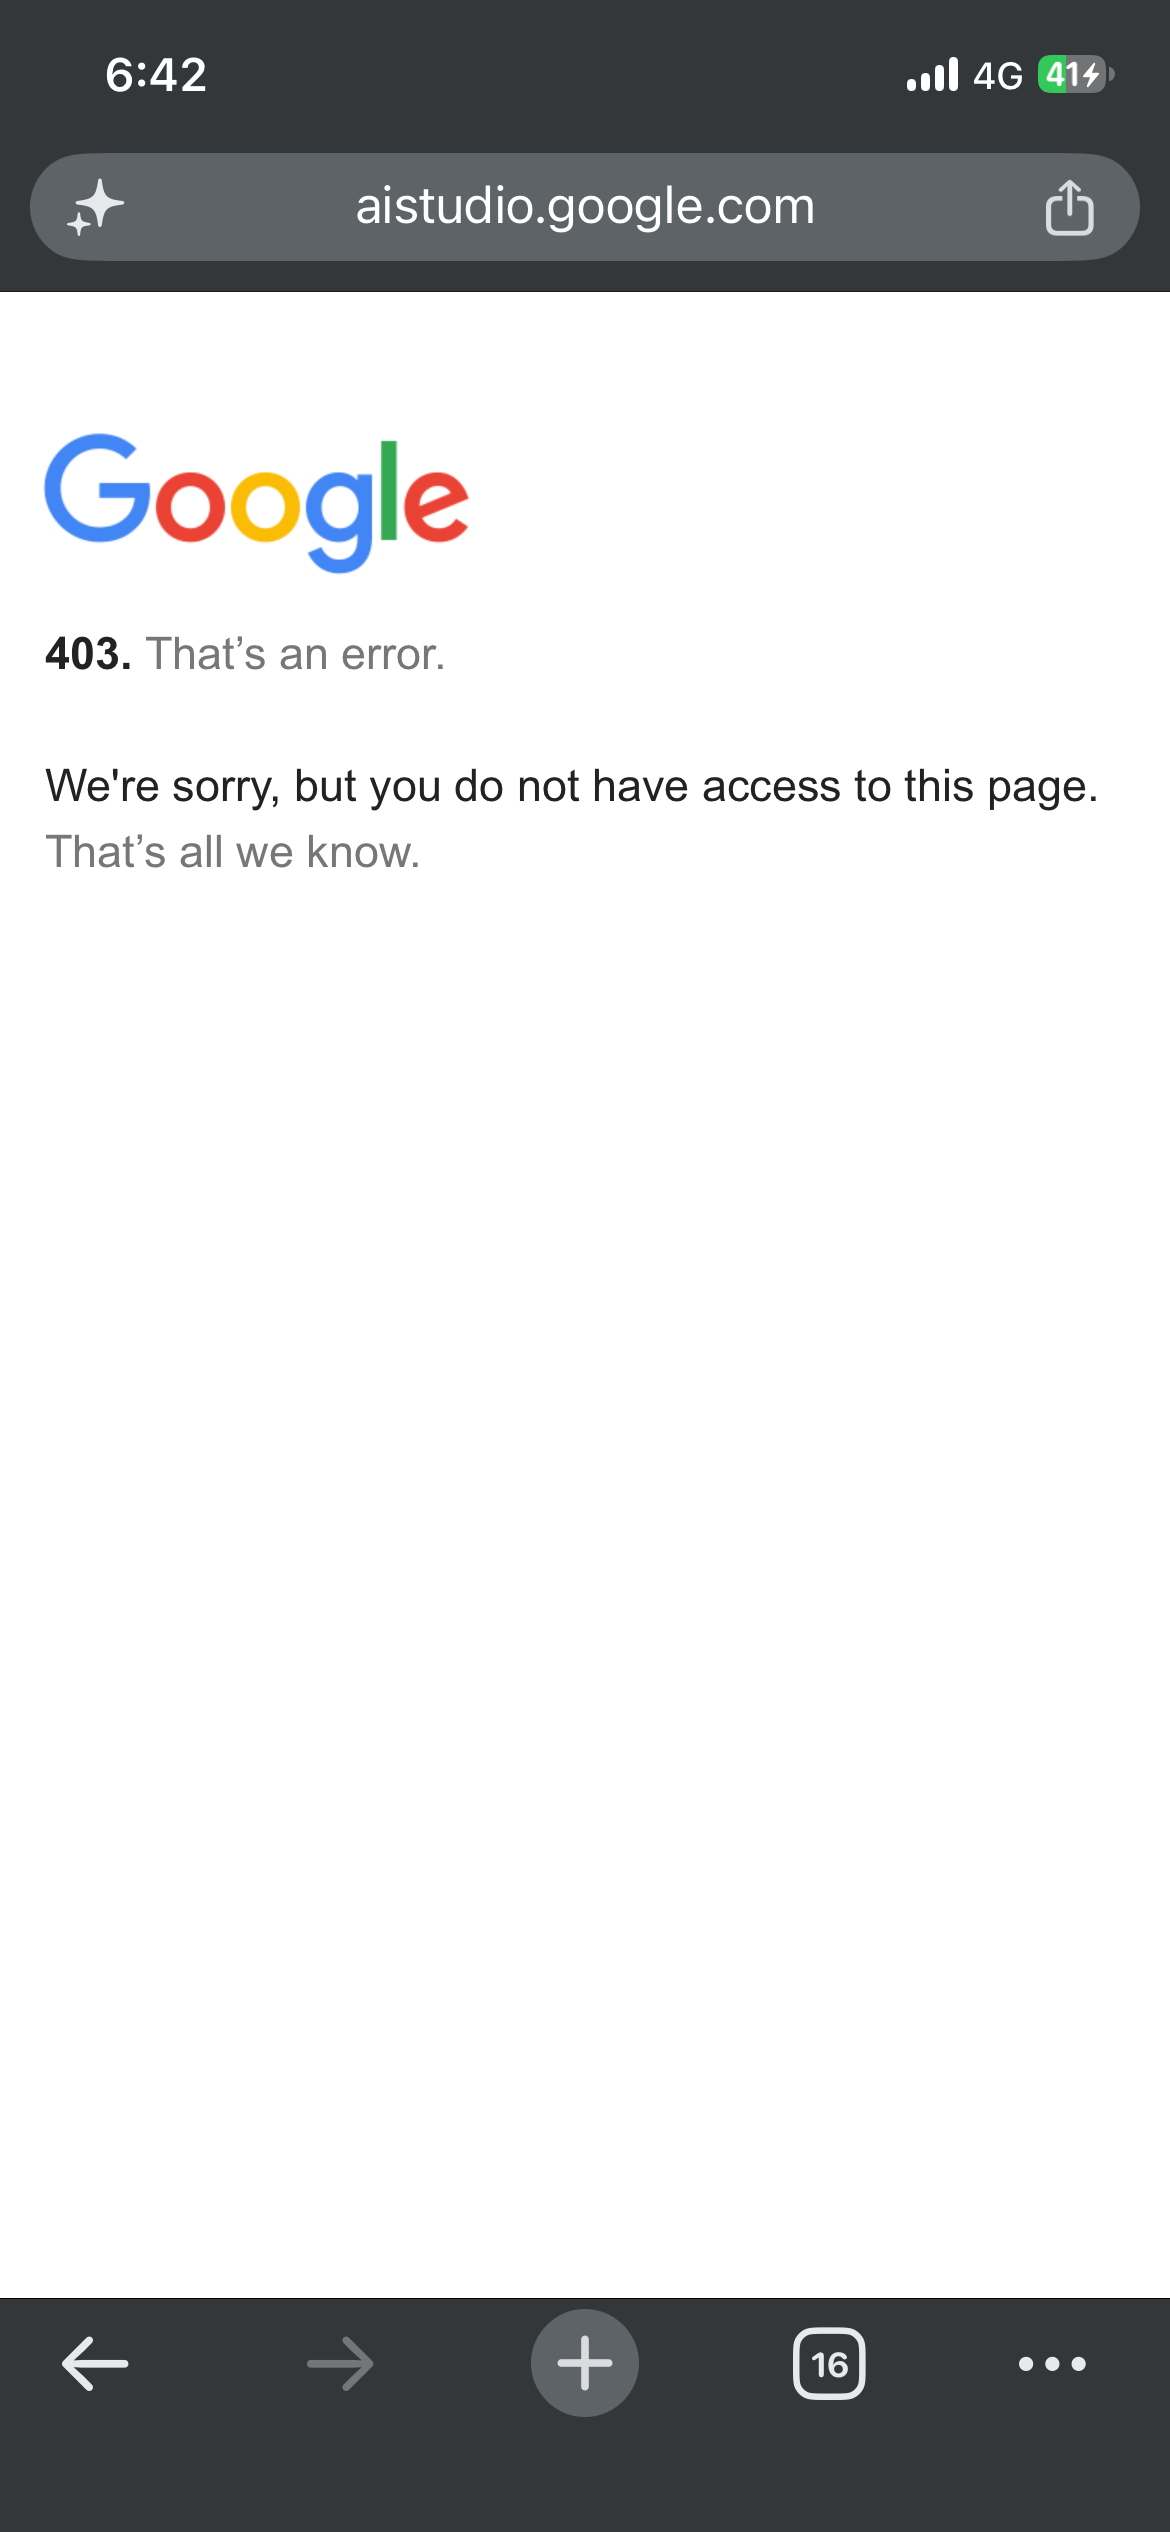 6:42
4G
41
aistudio.google.com
Google
403. That’s an error.
We're sorry, but you do not have access to this page.
That’s all we know.
16